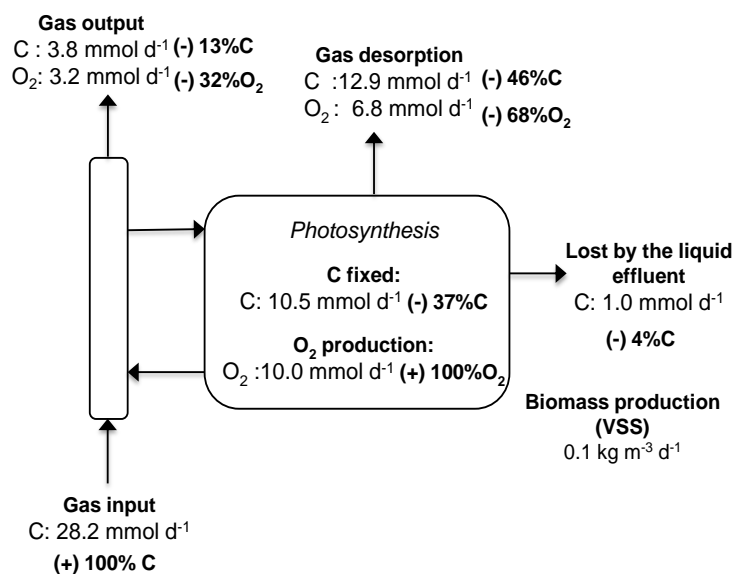 Gas output
C : 3.8 mmol d⁻¹ (-) 13%C
O₂: 3.2 mmol d⁻¹ (-) 32%O₂
Gas desorption
C :12.9 mmol d⁻¹ (-) 46%C
O₂ : 6.8 mmol d⁻¹ (-) 68%O₂
Photosynthesis
C fixed:
C: 10.5 mmol d⁻¹ (-) 37%C
O₂ production:
O₂ :10.0 mmol d⁻¹ (+) 100%O₂
Lost by the liquid
effluent
C: 1.0 mmol d⁻¹
(-) 4%C
Biomass production
(VSS)
0.1 kg m⁻³ d⁻¹
Gas input
C: 28.2 mmol d⁻¹
(+) 100% C